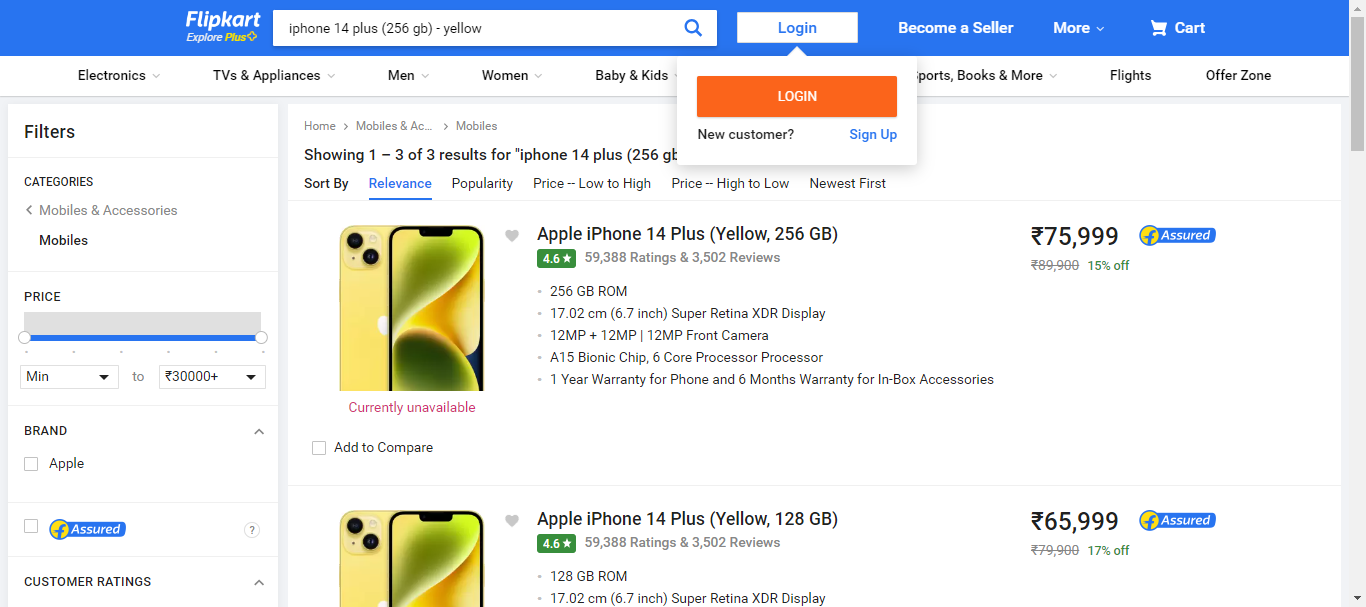 Flipkart
Explore Plus
iphone 14 plus (256 gb) - yellow
Login
Become a Seller
More
Cart
Electronics
TVs & Appliances
Men
Women
Baby & Kids
ports, Books & More
Flights
Offer Zone
LOGIN
New customer?
Sign Up
Filters
CATEGORIES
Mobiles & Accessories
Mobiles
PRICE
Min
to
₹30000+
BRAND
Apple
f Assured
?
CUSTOMER RATINGS
Home
Mobiles & Ac...
Mobiles
Showing 1 – 3 of 3 results for "iphone 14 plus (256 gb
Sort By
Relevance
Popularity
Price -- Low to High
Price -- High to Low
Newest First
Apple iPhone 14 Plus (Yellow, 256 GB)
4.6 ★ 59,388 Ratings & 3,502 Reviews
256 GB ROM
17.02 cm (6.7 inch) Super Retina XDR Display
12MP + 12MP | 12MP Front Camera
A15 Bionic Chip, 6 Core Processor Processor
1 Year Warranty for Phone and 6 Months Warranty for In-Box Accessories
₹75,999
f Assured
₹89,900 15% off
Currently unavailable
Add to Compare
Apple iPhone 14 Plus (Yellow, 128 GB)
4.6 ★ 59,388 Ratings & 3,502 Reviews
128 GB ROM
17.02 cm (6.7 inch) Super Retina XDR Display
₹65,999
f Assured
₹79,900 17% off